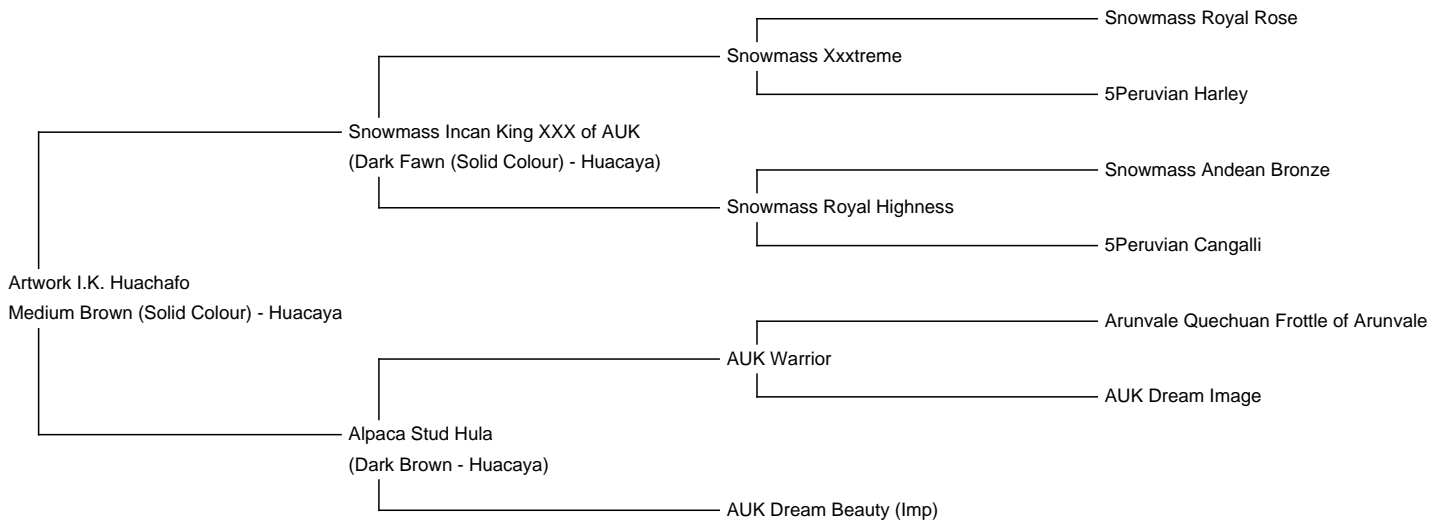 Snowmass Royal Rose
Snowmass Xxxtreme
5Peruvian Harley
Snowmass Incan King XXX of AUK
(Dark Fawn (Solid Colour) - Huacaya)
Snowmass Andean Bronze
Snowmass Royal Highness
5Peruvian Cangalli
Artwork I.K. Huachafo
Medium Brown (Solid Colour) - Huacaya
Arunvale Quechuan Frottle of Arunvale
AUK Warrior
AUK Dream Image
Alpaca Stud Hula
(Dark Brown - Huacaya)
AUK Dream Beauty (Imp)